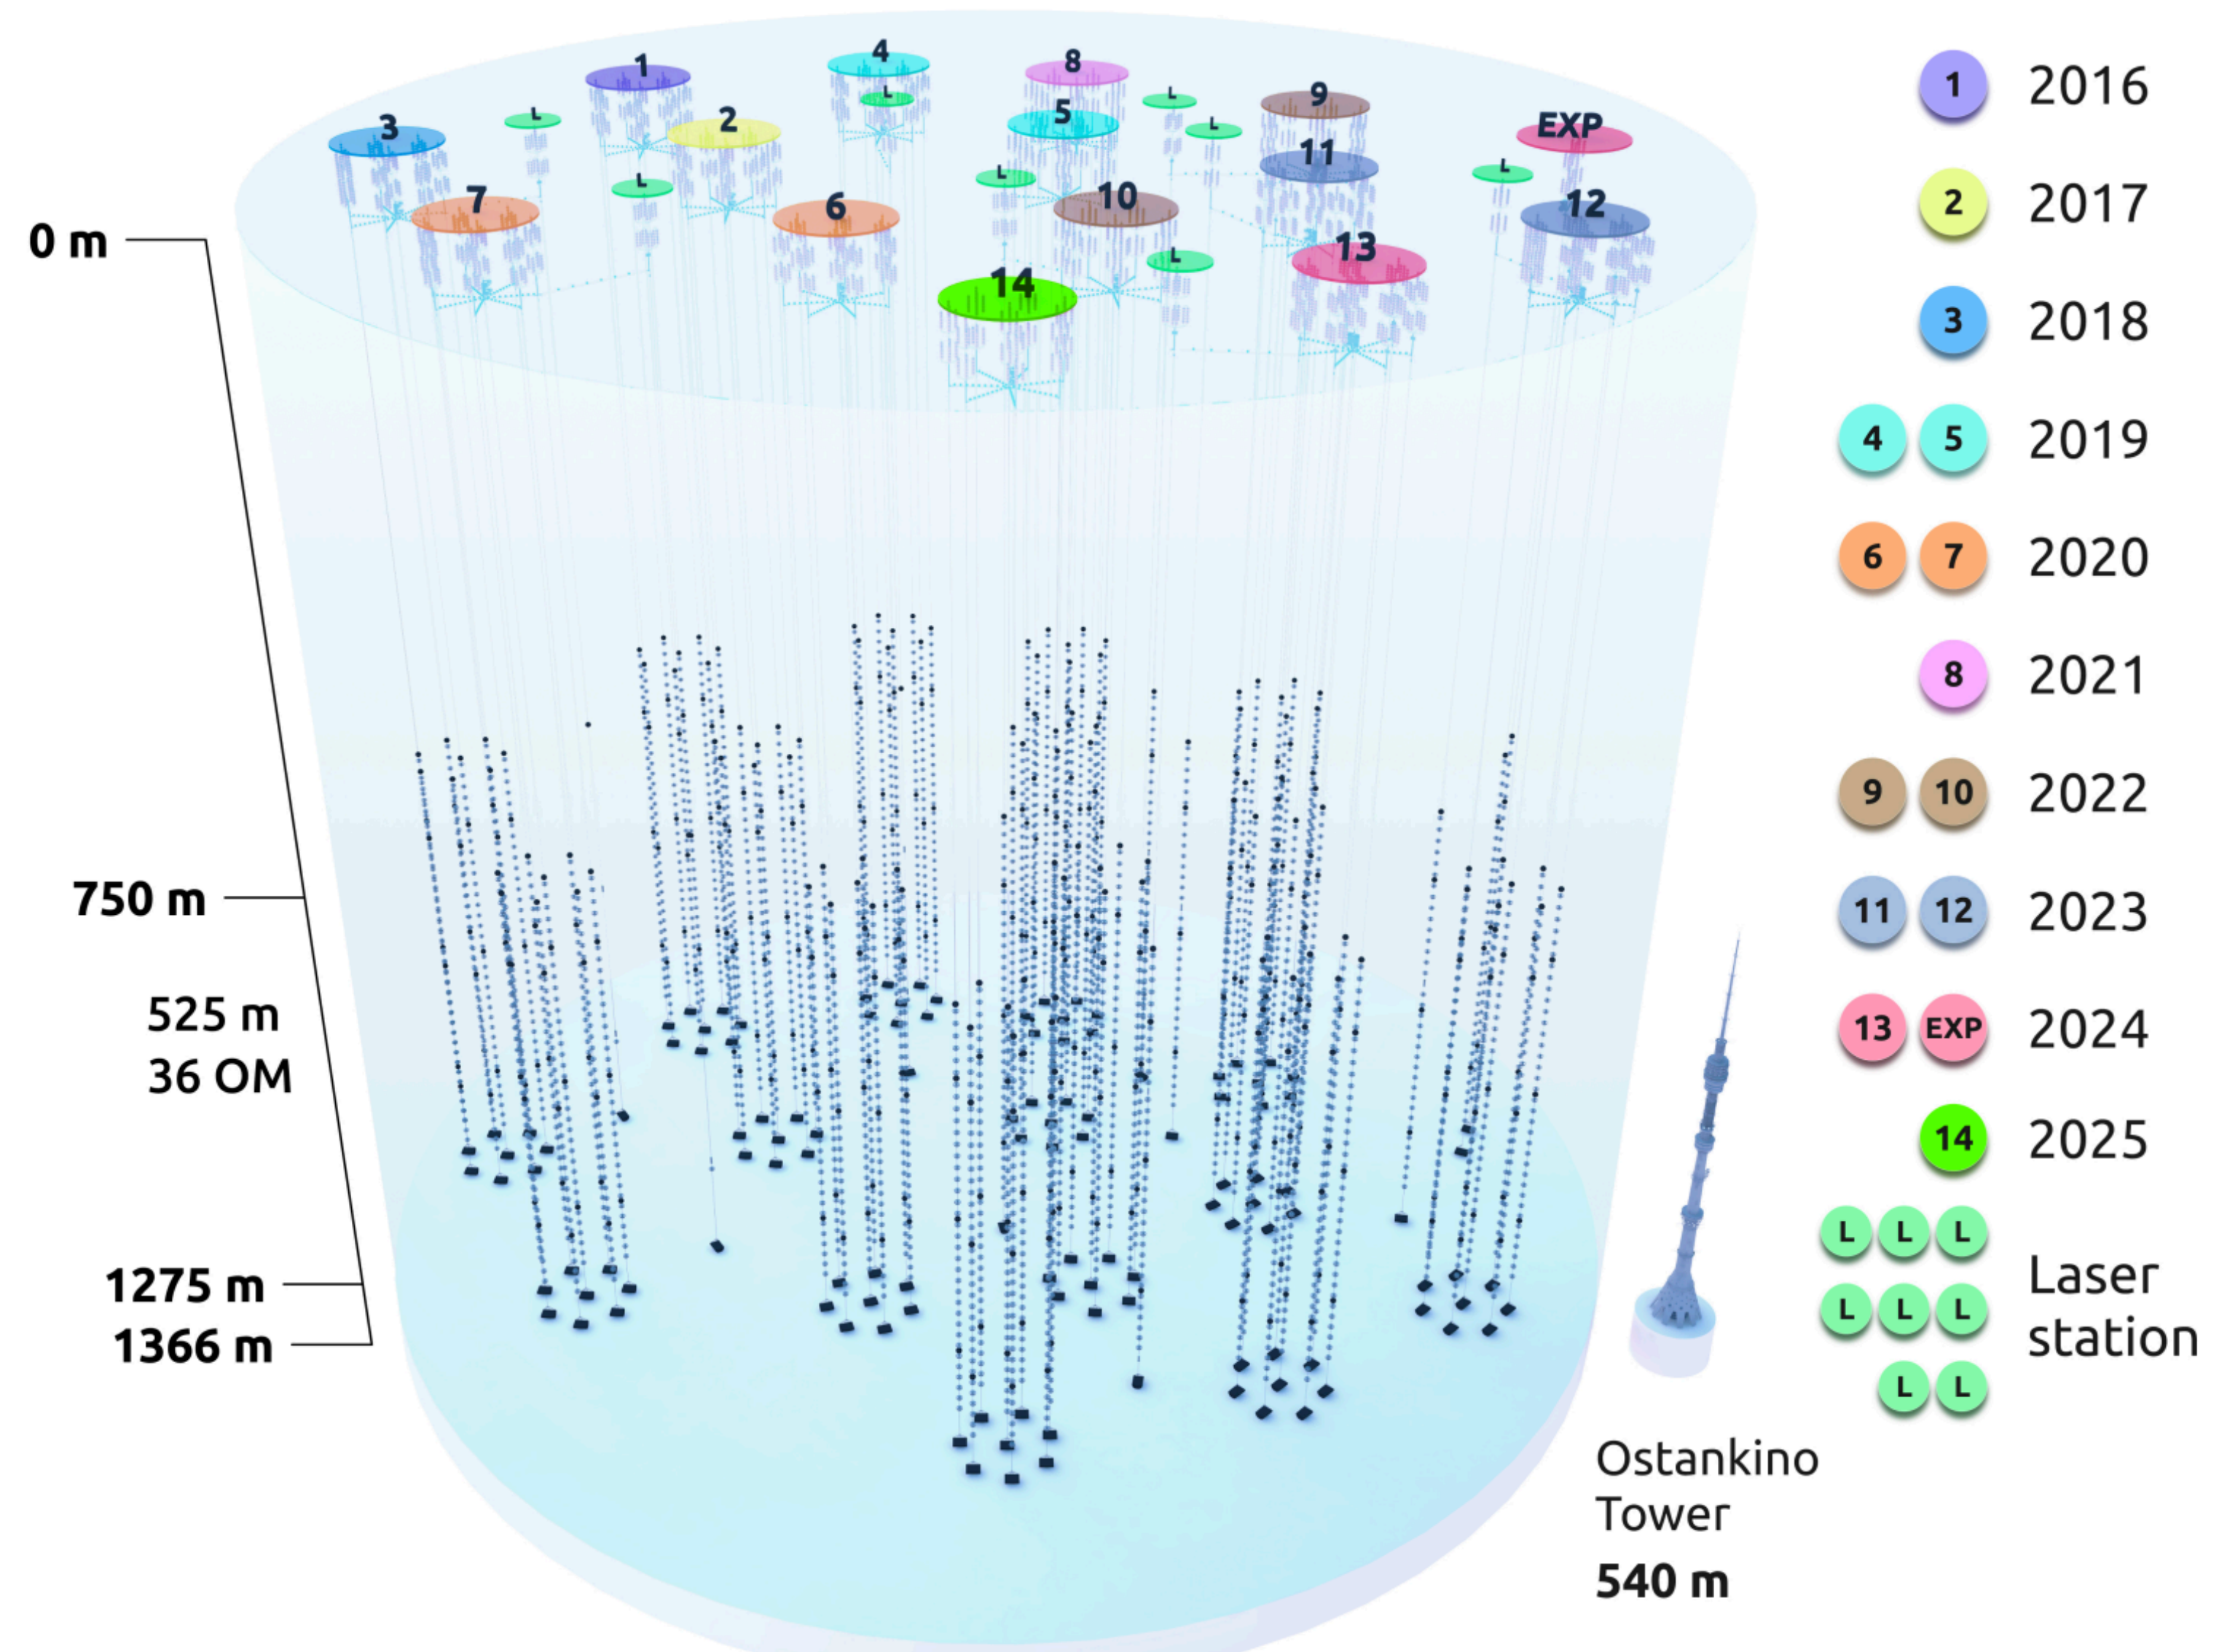 1
4
8
9
L
L
L
EXP
3
2
5
L
11
L
L
L
7
6
10
12
13
L
14
0 m
750 m
525 m
36 OM
1275 m
1366 m
1 2016
2 2017
3 2018
4 5 2019
6 7 2020
8 2021
9 10 2022
11 12 2023
13 EXP 2024
14 2025
L L L
L L L
L L
Laser
station
Ostankino
Tower
540 m